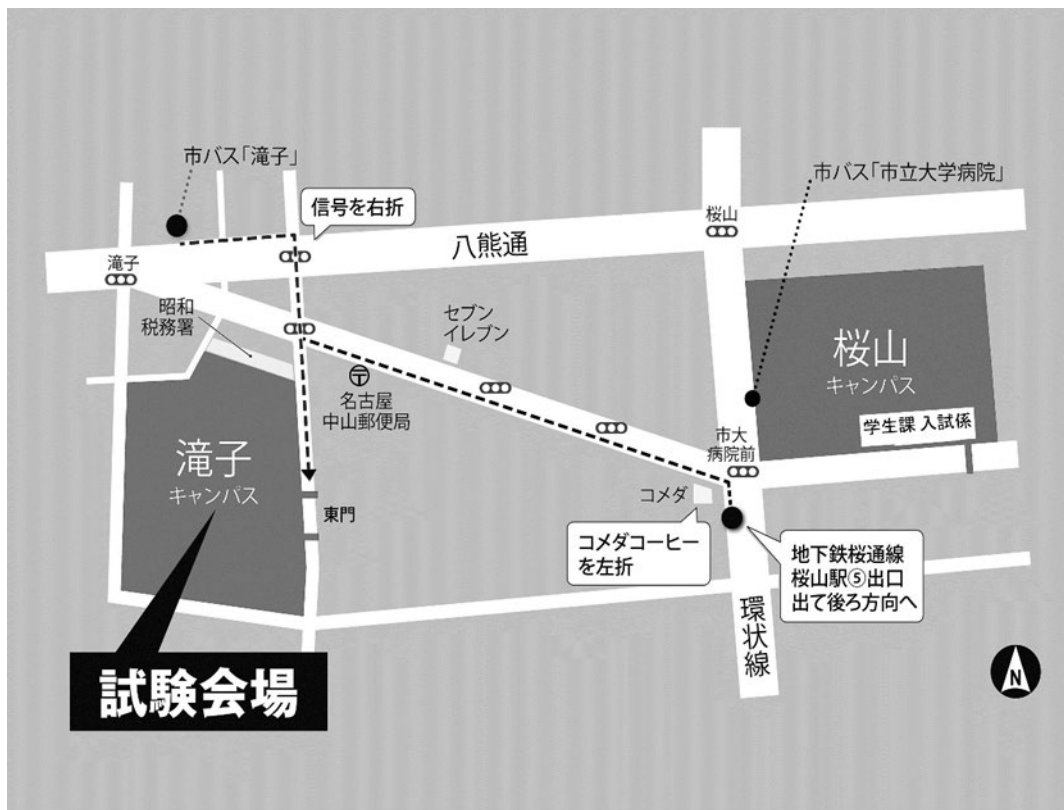 市バス「滝子」
市バス「市立大学病院」
信号を右折
桜山
八熊通
滝子
昭和
税務署
セブン
イレブン
桜山
キャンパス
〒
名古屋
中山郵便局
学生課 入試係
市大
病院前
滝子
キャンパス
コメダ
東門
コメダコーヒー
を左折
地下鉄桜通線
桜山駅⑤出口
出て後ろ方向へ
環状線
試験会場
N